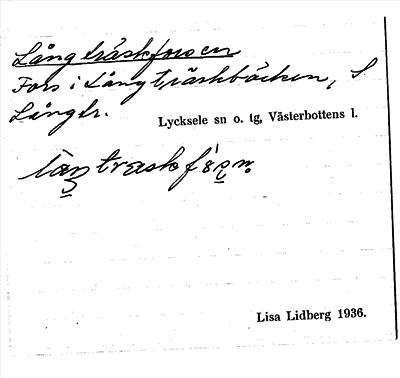 Långträskforsen
Fors i Långträskbäcken, S
Långtr.
Lycksele sn o. tg, Västerbottens l.
Lisa Lidberg 1936.